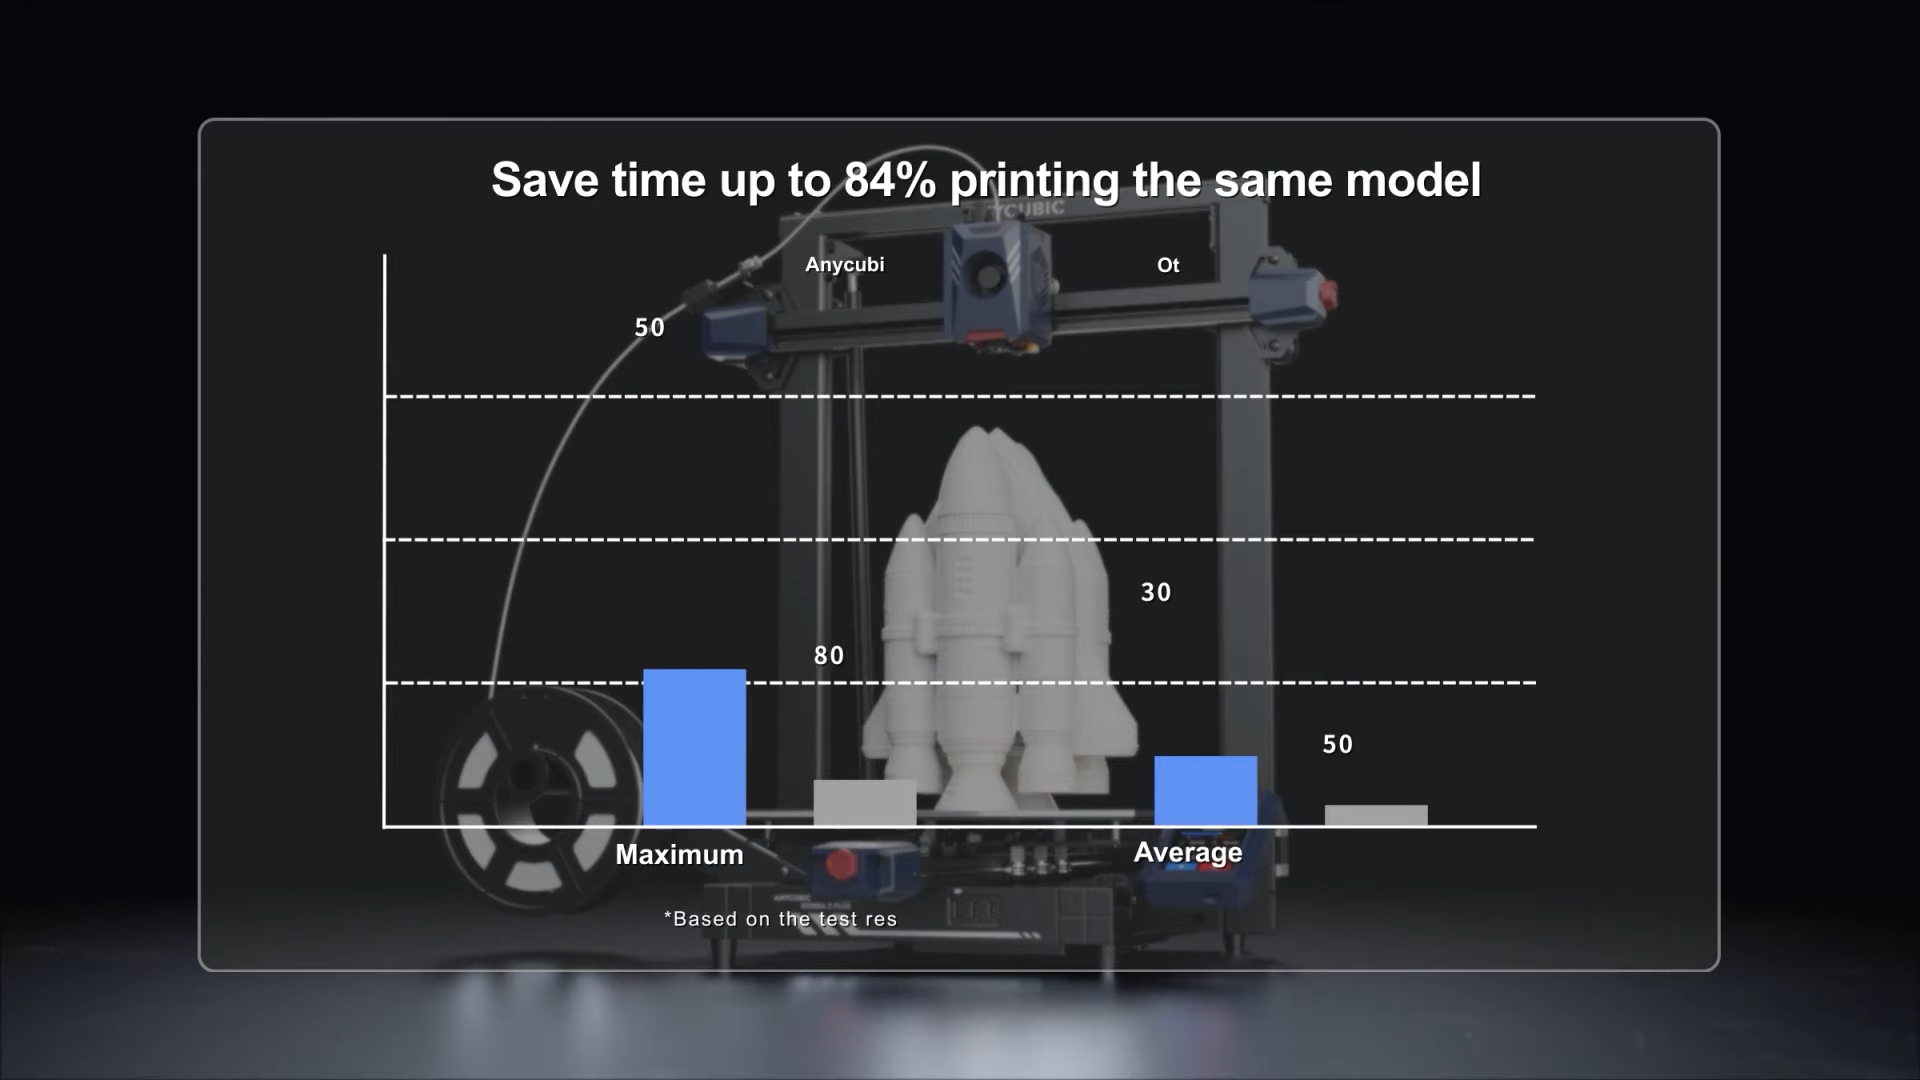 Save time up to 84% printing the same model
YCUBIC
Anycubi
Ot
50
80
30
50
Maximum
Average
*Based on the test res